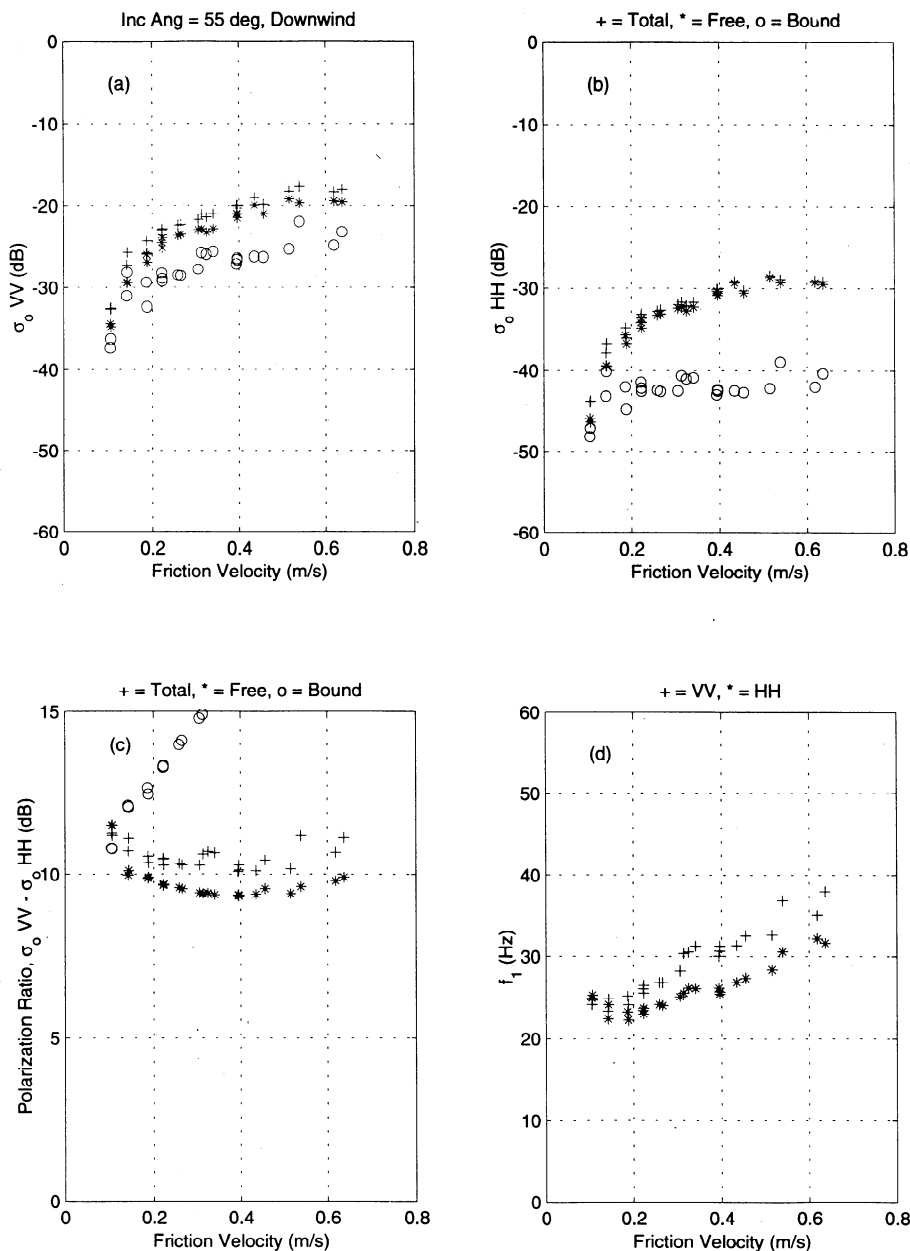 Inc Ang = 55 deg, Downwind
+ = Total, * = Free, o = Bound
(a)
0
-10
-20
-30
-40
-50
-60
σo VV (dB)
0 0.2 0.4 0.6 0.8
Friction Velocity (m/s)
(b)
0
-10
-20
-30
-40
-50
-60
σo HH (dB)
0 0.2 0.4 0.6 0.8
Friction Velocity (m/s)
+ = Total, * = Free, o = Bound
(c)
15
10
5
0
Polarization Ratio, σo VV - σo HH (dB)
0 0.2 0.4 0.6 0.8
Friction Velocity (m/s)
+ = VV, * = HH
(d)
60
50
40
30
20
10
0
f1 (Hz)
0 0.2 0.4 0.6 0.8
Friction Velocity (m/s)